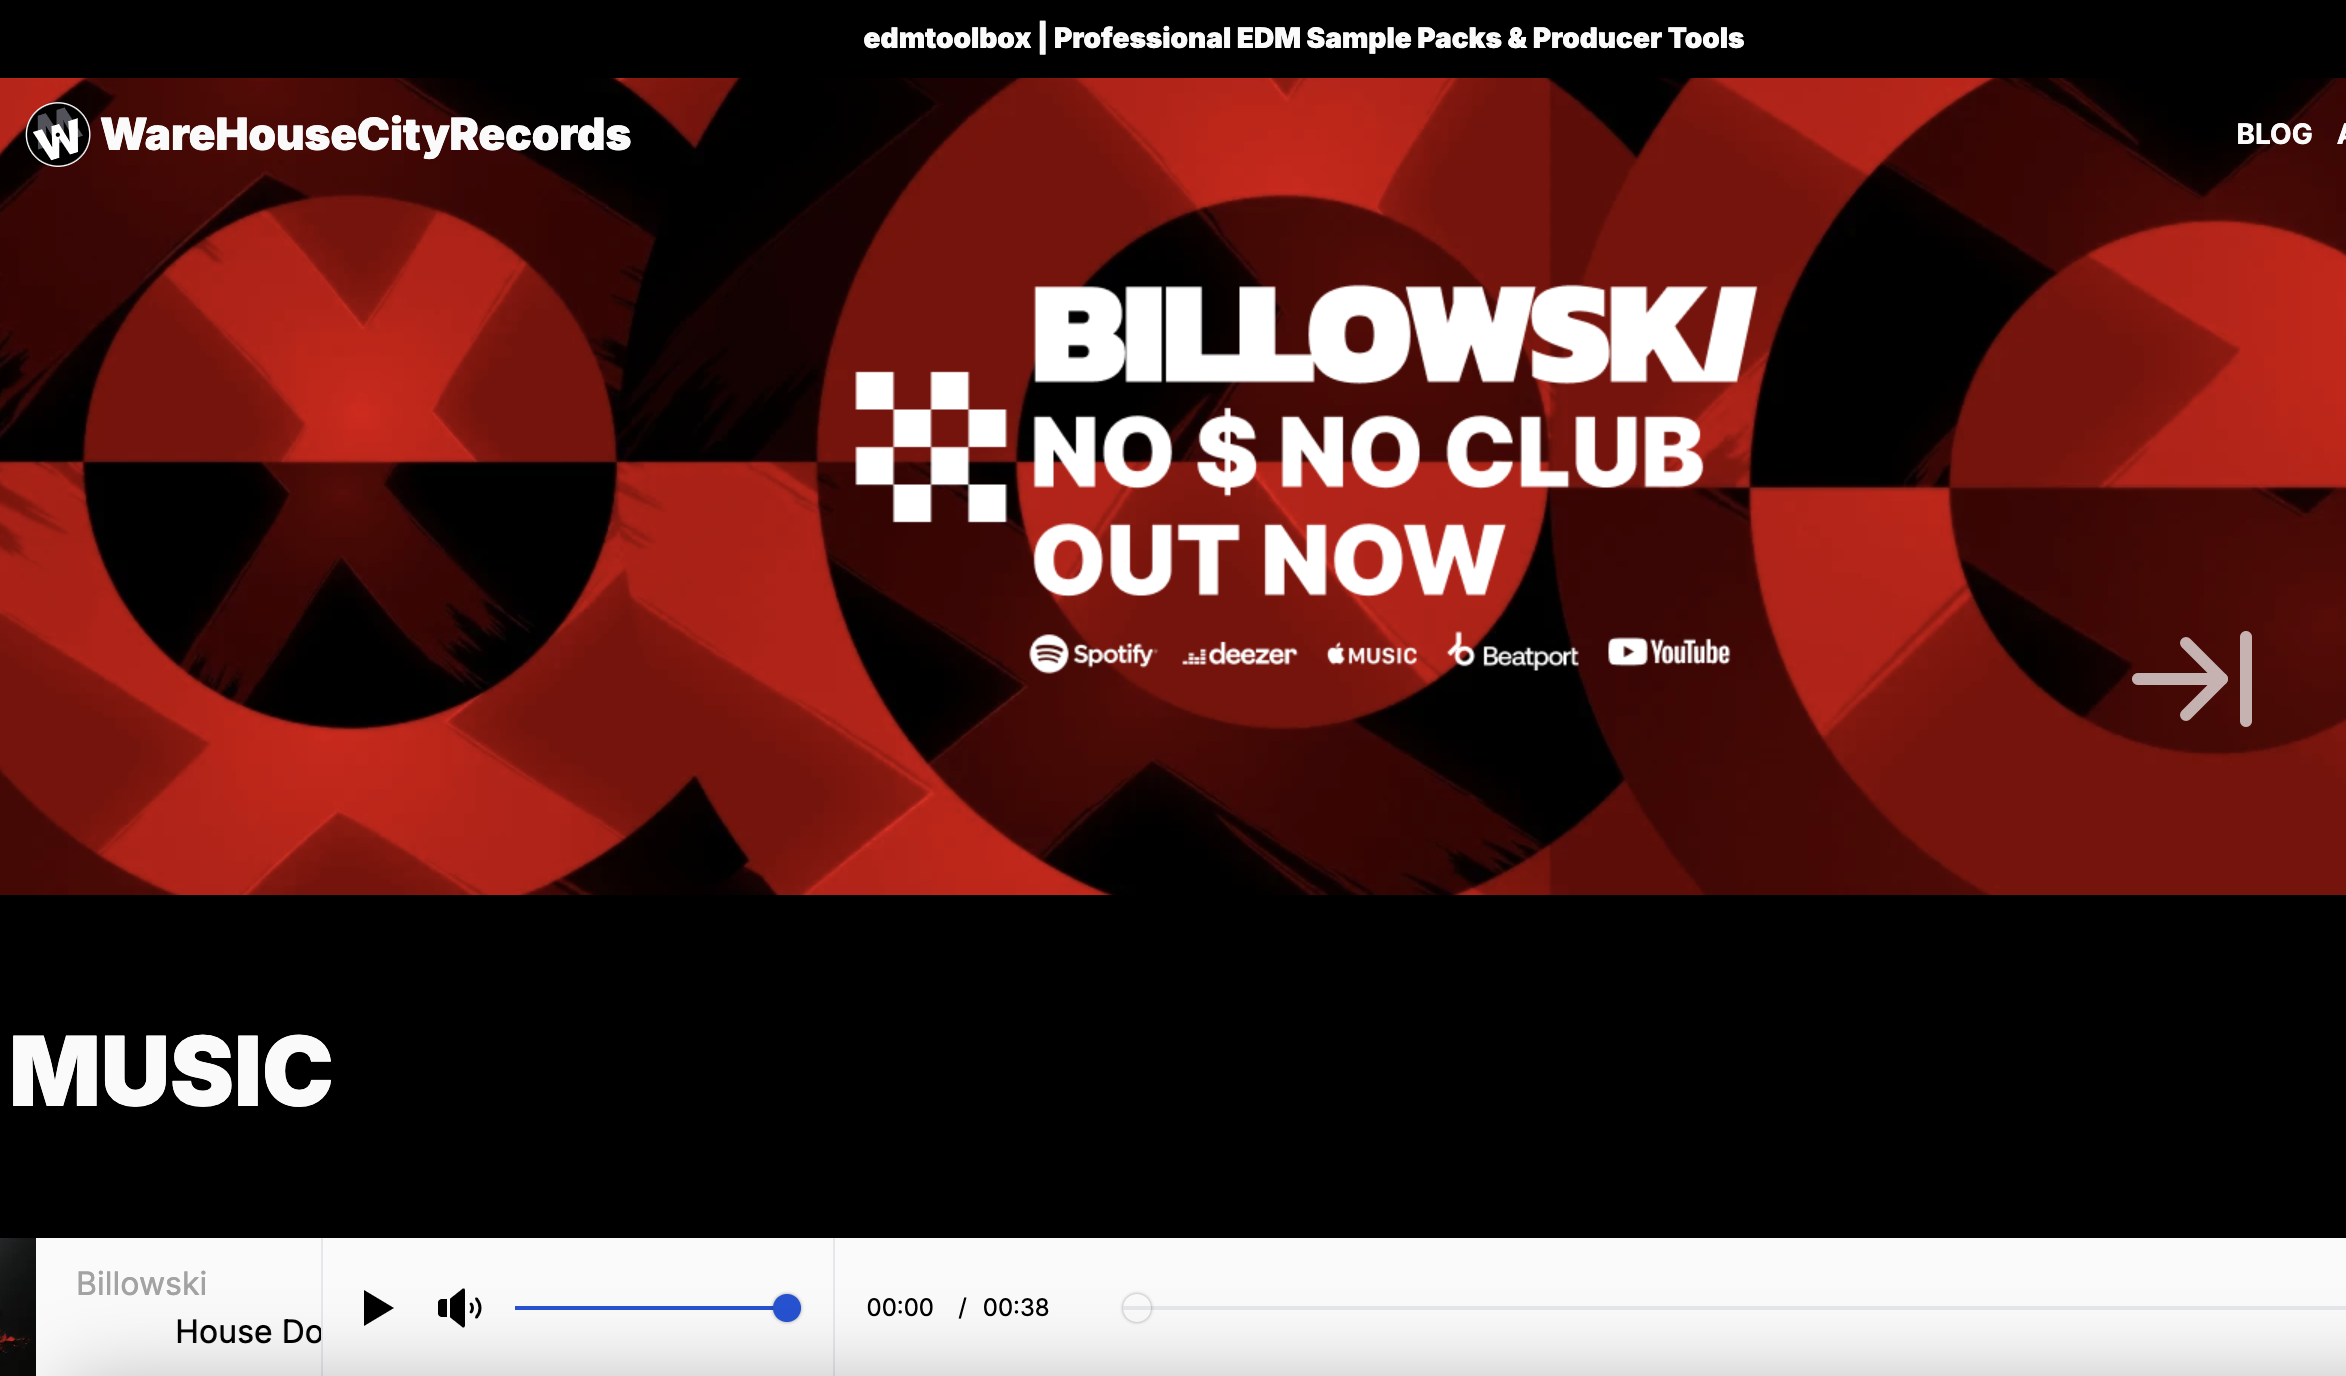 edmtoolbox | Professional EDM Sample Packs & Producer Tools
WareHouseCityRecords
BLOG
BILLOWSKI
NO $ NO CLUB
OUT NOW
Spotify deezer MUSIC Beatport YouTube
MUSIC
Billowski
House Do
00:00 / 00:38